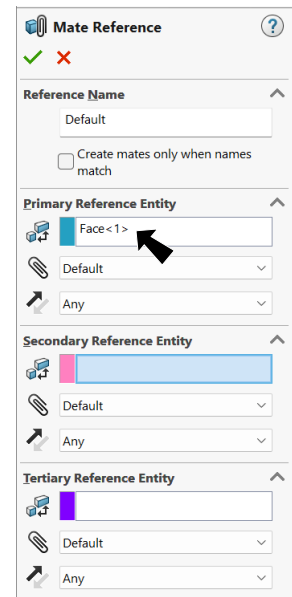 Mate Reference
?
Reference Name
Default
Create mates only when names
match
Primary Reference Entity
Face<1>
Default
Any
Secondary Reference Entity
Default
Any
Tertiary Reference Entity
Default
Any